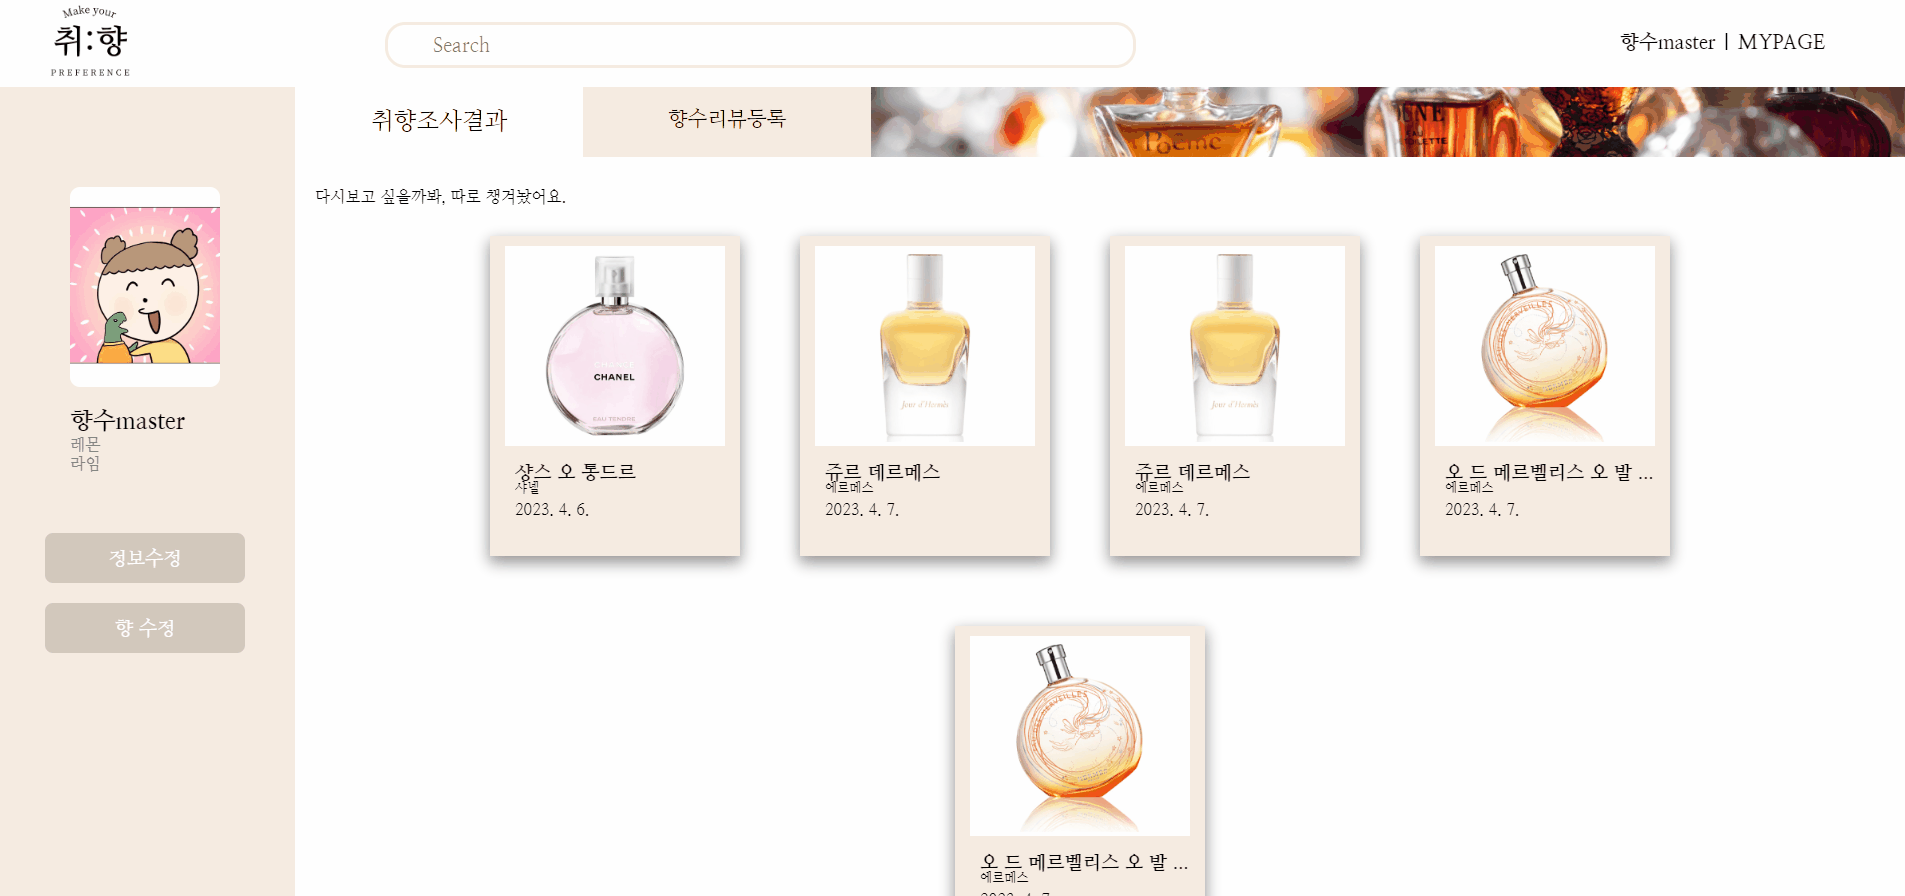 Make your
취:향
PREFERENCE
Search
향수master | MYPAGE
취향조사결과
향수리뷰등록
Poême
UNE
다시보고 싶을까봐, 따로 챙겨놨어요.
향수master
레몬
라임
정보수정
향 수정
CHANEL
EAU TENDRE
샹스 오 통드르
샤넬
2023. 4. 6.
Jour d'Hermès
쥬르 데르메스
에르메스
2023. 4. 7.
Jour d'Hermès
쥬르 데르메스
에르메스
2023. 4. 7.
오 드 메르벨리스 오 발 ...
에르메스
2023. 4. 7.
오 드 메르벨리스 오 발 ...
에르메스